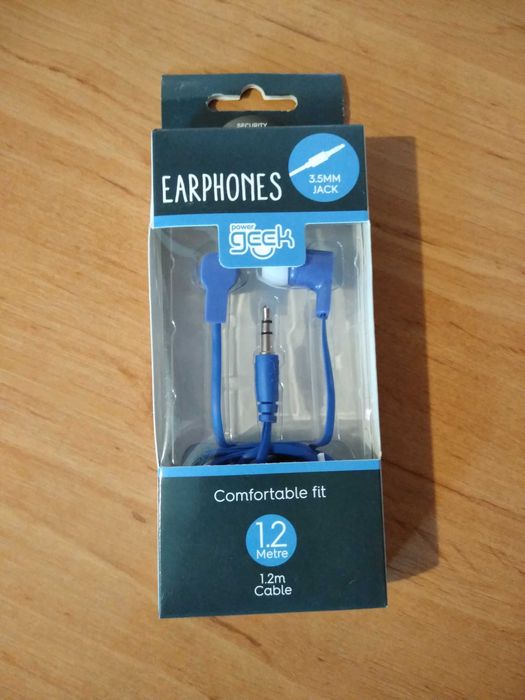 SECURITY
EARPHONES
3.5MM
JACK
power
geek
Comfortable fit
1.2
Metre
1.2m
Cable